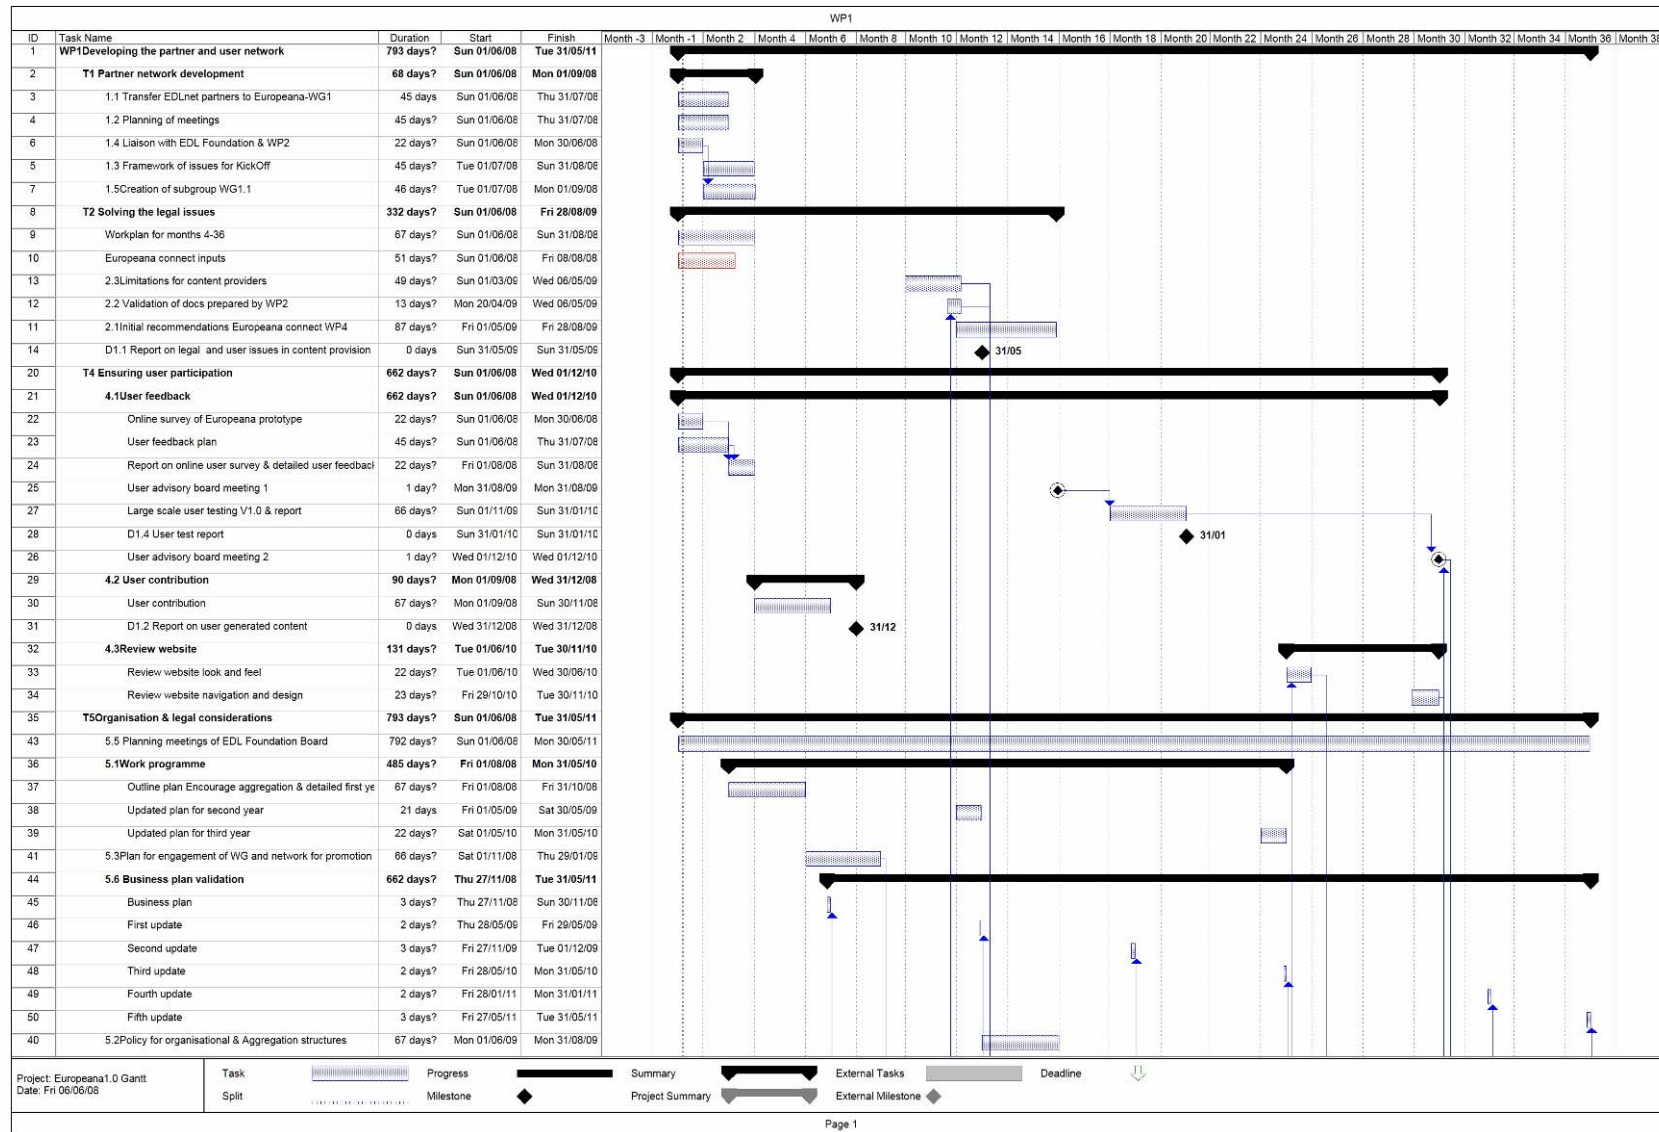 WP1
ID Task Name Duration Start Finish Month -3 Month -1 Month 2 Month 4 Month 6 Month 8 Month 10 Month 12 Month 14 Month 16 Month 18 Month 20 Month 22 Month 24 Month 26 Month 28 Month 30 Month 32 Month 34 Month 36 Month 38
1 WP1Developing the partner and user network 793 days? Sun 01/06/08 Tue 31/05/11
2 T1 Partner network development 68 days? Sun 01/06/08 Mon 01/09/08
3 1.1 Transfer EDLnet partners to Europeana-WG1 45 days Sun 01/06/08 Thu 31/07/08
4 1.2 Planning of meetings 45 days? Sun 01/06/08 Thu 31/07/08
6 1.4 Liaison with EDL Foundation & WP2 22 days? Sun 01/06/08 Mon 30/06/08
5 1.3 Framework of issues for KickOff 45 days? Tue 01/07/08 Sun 31/08/08
7 1.5Creation of subgroup WG1.1 46 days? Tue 01/07/08 Mon 01/09/08
8 T2 Solving the legal issues 332 days? Sun 01/06/08 Fri 28/08/09
9 Workplan for months 4-36 67 days? Sun 01/06/08 Sun 31/08/08
10 Europeana connect inputs 51 days? Sun 01/06/08 Fri 08/08/08
13 2.3Limitations for content providers 49 days? Sun 01/03/09 Wed 06/05/09
12 2.2 Validation of docs prepared by WP2 13 days? Mon 20/04/09 Wed 06/05/09
11 2.1Initial recommendations Europeana connect WP4 87 days? Fri 01/05/09 Fri 28/08/09
14 D1.1 Report on legal and user issues in content provision 0 days Sun 31/05/09 Sun 31/05/09 31/05
20 T4 Ensuring user participation 662 days? Sun 01/06/08 Wed 01/12/10
21 4.1User feedback 662 days? Sun 01/06/08 Wed 01/12/10
22 Online survey of Europeana prototype 22 days? Sun 01/06/08 Mon 30/06/08
23 User feedback plan 45 days? Sun 01/06/08 Thu 31/07/08
24 Report on online user survey & detailed user feedback 22 days? Fri 01/08/08 Sun 31/08/08
25 User advisory board meeting 1 1 day? Mon 31/08/09 Mon 31/08/09
27 Large scale user testing V1.0 & report 66 days? Sun 01/11/09 Sun 31/01/10
28 D1.4 User test report 0 days Sun 31/01/10 Sun 31/01/10 31/01
26 User advisory board meeting 2 1 day? Wed 01/12/10 Wed 01/12/10
29 4.2 User contribution 90 days? Mon 01/09/08 Wed 31/12/08
30 User contribution 67 days? Mon 01/09/08 Sun 30/11/08
31 D1.2 Report on user generated content 0 days Wed 31/12/08 Wed 31/12/08 31/12
32 4.3Review website 131 days? Tue 01/06/10 Tue 30/11/10
33 Review website look and feel 22 days? Tue 01/06/10 Wed 30/06/10
34 Review website navigation and design 23 days? Fri 29/10/10 Tue 30/11/10
35 T5Organisation & legal considerations 793 days? Sun 01/06/08 Tue 31/05/11
43 5.5 Planning meetings of EDL Foundation Board 792 days? Sun 01/06/08 Mon 30/05/11
36 5.1Work programme 485 days? Fri 01/08/08 Mon 31/05/10
37 Outline plan Encourage aggregation & detailed first ye 67 days? Fri 01/08/08 Fri 31/10/08
38 Updated plan for second year 21 days Fri 01/05/09 Sat 30/05/09
39 Updated plan for third year 22 days? Sat 01/05/10 Mon 31/05/10
41 5.3Plan for engagement of WG and network for promotion 66 days? Sat 01/11/08 Thu 29/01/09
44 5.6 Business plan validation 662 days? Thu 27/11/08 Tue 31/05/11
45 Business plan 3 days? Thu 27/11/08 Sun 30/11/08
46 First update 2 days? Thu 28/05/09 Fri 29/05/09
47 Second update 3 days? Fri 27/11/09 Tue 01/12/09
48 Third update 2 days? Fri 28/05/10 Mon 31/05/10
49 Fourth update 2 days? Fri 28/01/11 Mon 31/01/11
50 Fifth update 3 days? Fri 27/05/11 Tue 31/05/11
40 5.2Policy for organisational & Aggregation structures 67 days? Mon 01/06/09 Mon 31/08/09
Project: Europeana1.0 Gantt
Date: Fri 06/06/08
Task Progress Summary External Tasks Deadline
Split Milestone Project Summary External Milestone
Page 1